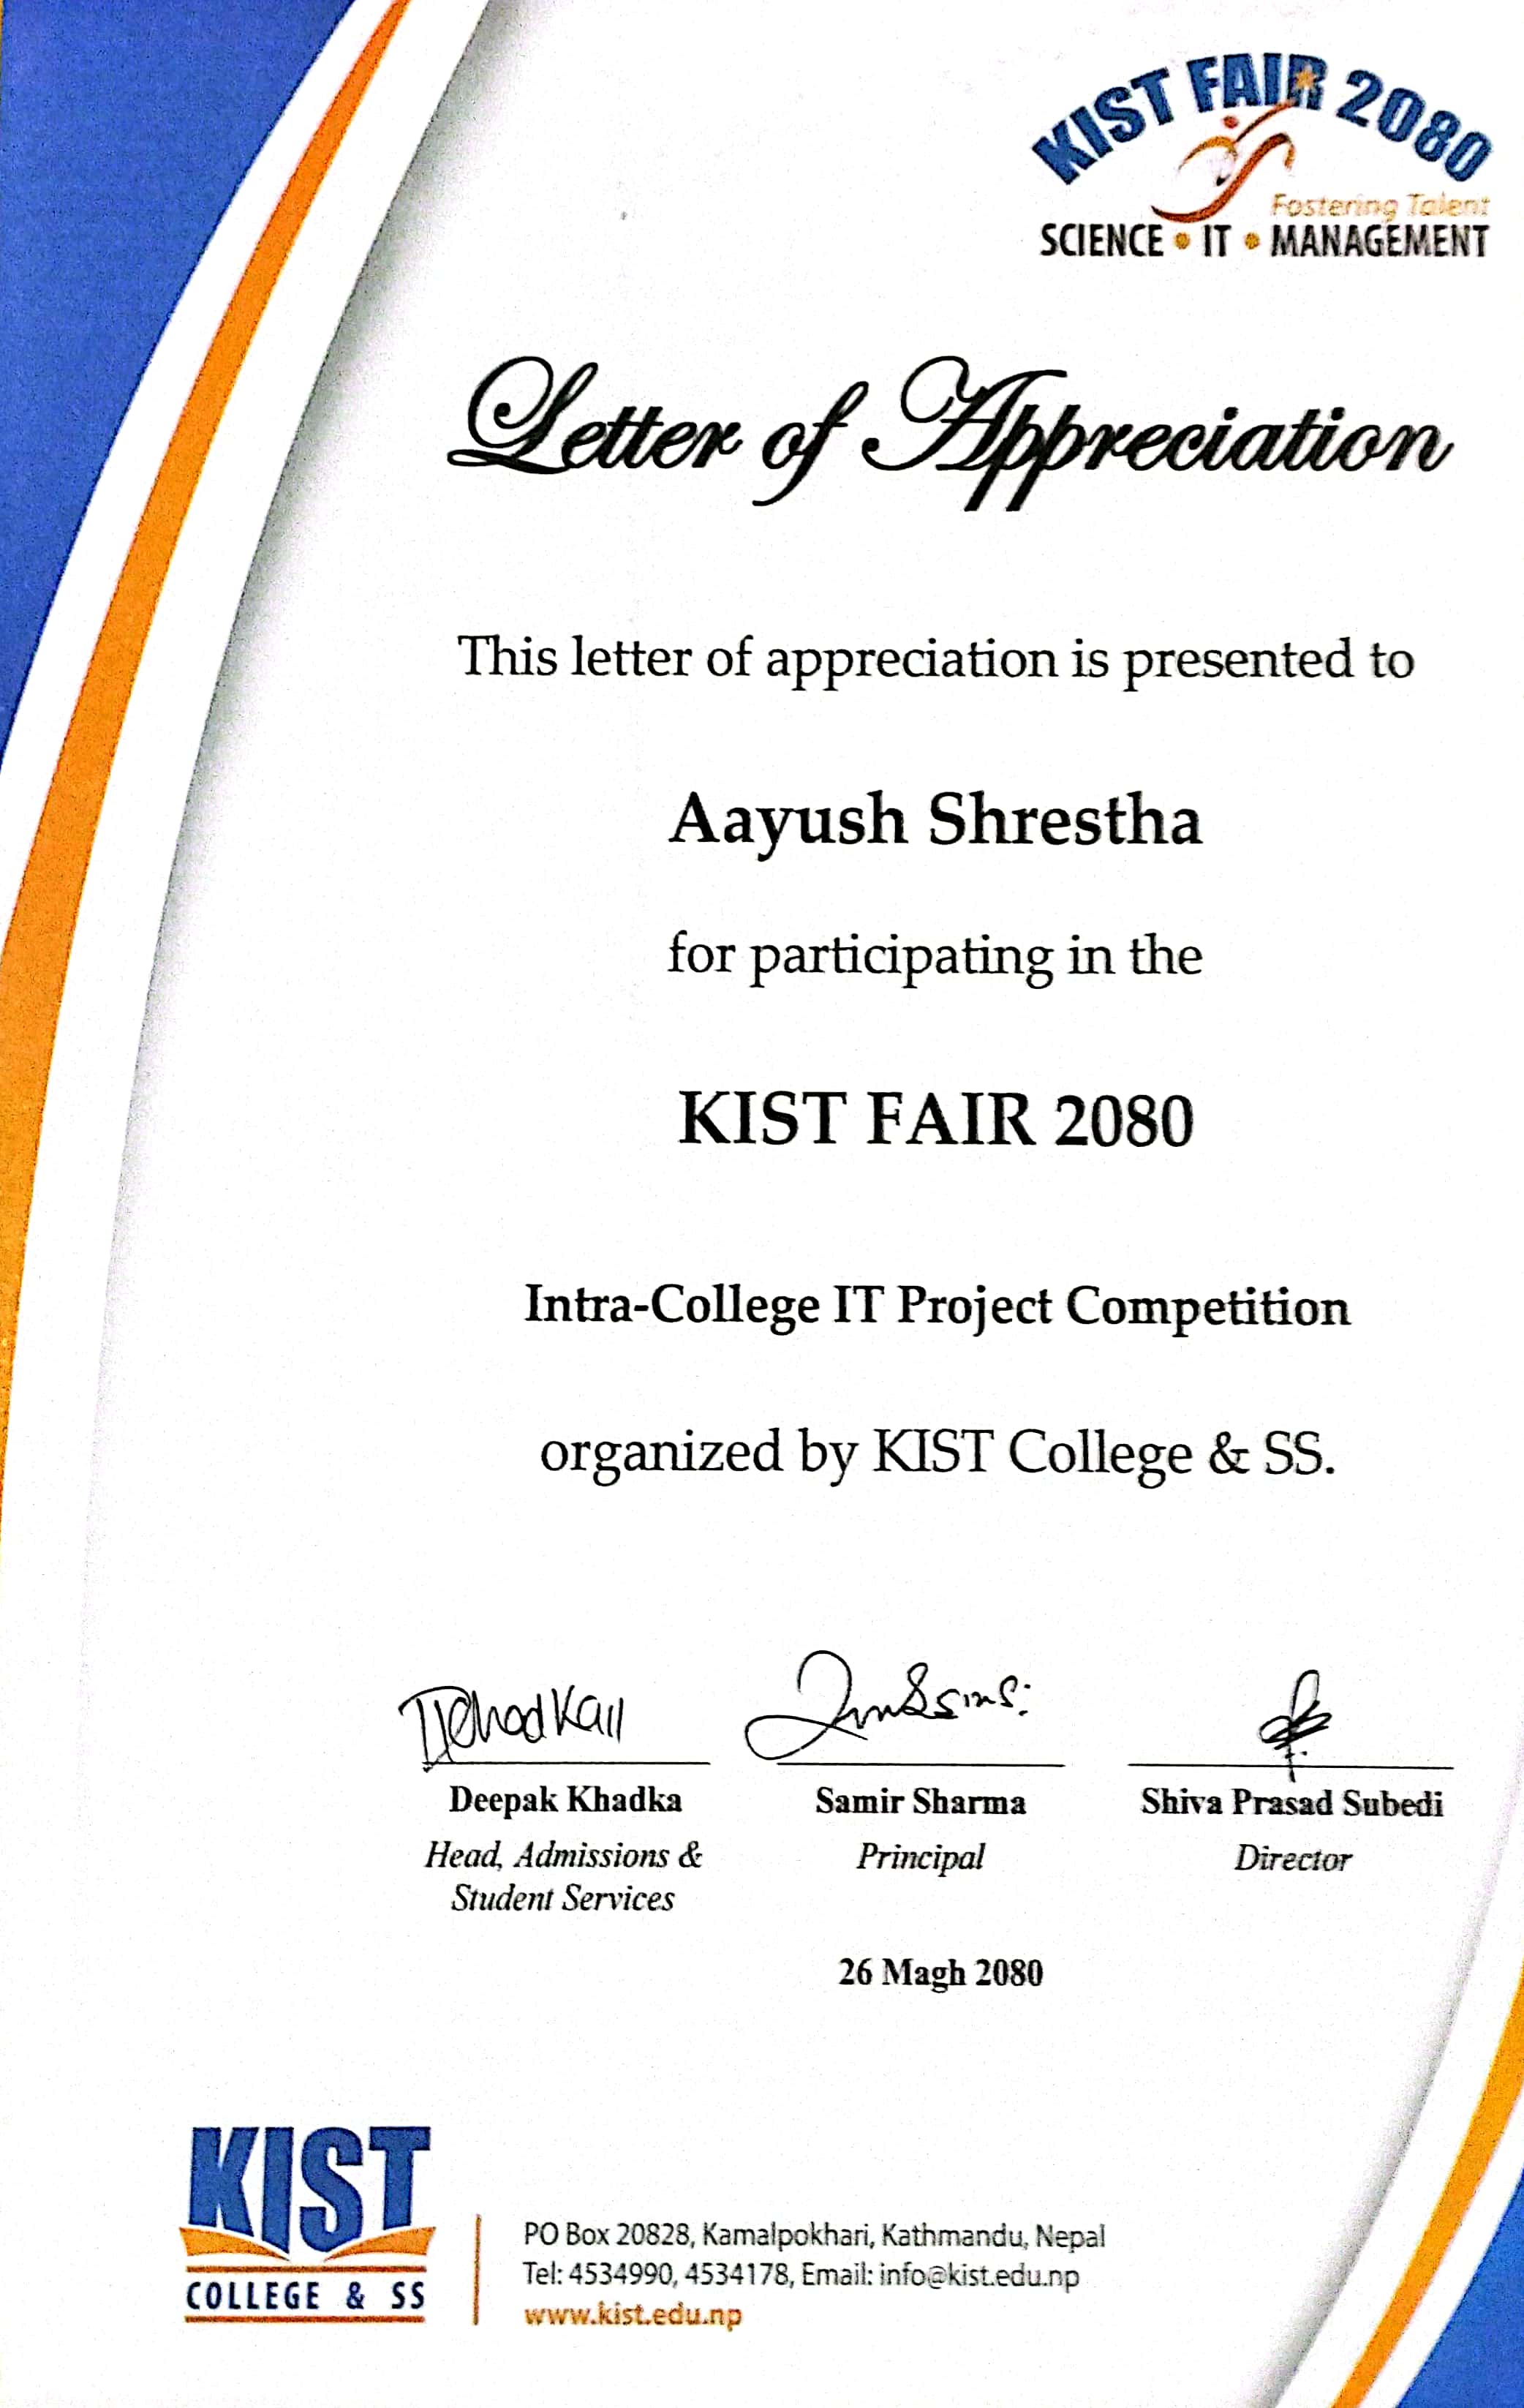 KIST FAIR 2080
Fostering Talent
SCIENCE • IT • MANAGEMENT
Letter of Appreciation
This letter of appreciation is presented to
Aayush Shrestha
for participating in the
KIST FAIR 2080
Intra-College IT Project Competition
organized by KIST College & SS.
Deepak Khadka
Head, Admissions &
Student Services
Samir Sharma
Principal
Shiva Prasad Subedi
Director
26 Magh 2080
KIST
COLLEGE & SS
PO Box 20828, Kamalpokhari, Kathmandu, Nepal
Tel: 4534990, 4534178, Email: info@kist.edu.np
www.kist.edu.np